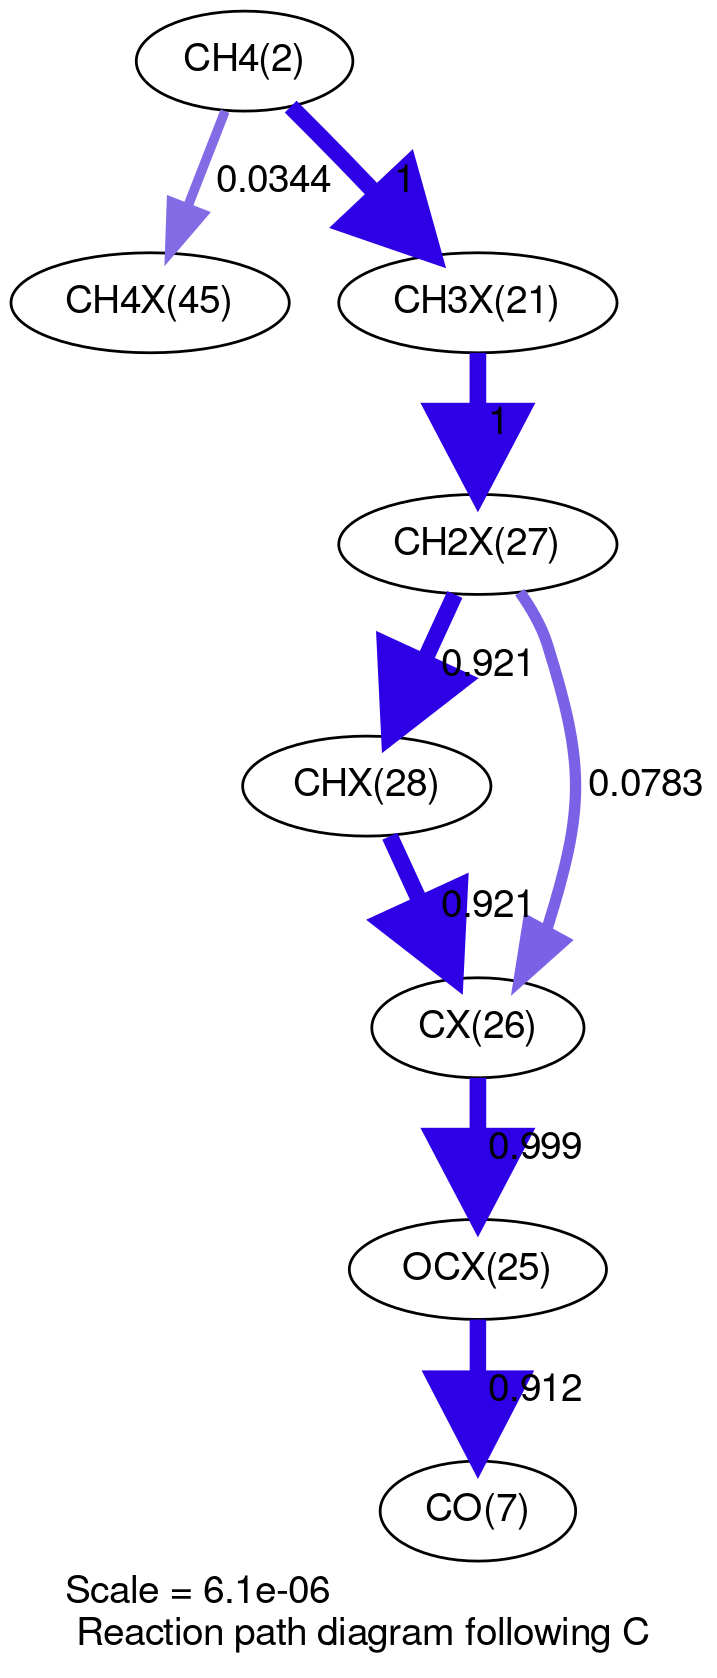 CH4(2)
0.0344
1
CH4X(45)
CH3X(21)
1
CH2X(27)
0.921
0.0783
CHX(28)
0.921
CX(26)
0.999
OCX(25)
0.912
CO(7)
Scale = 6.1e-06
Reaction path diagram following C